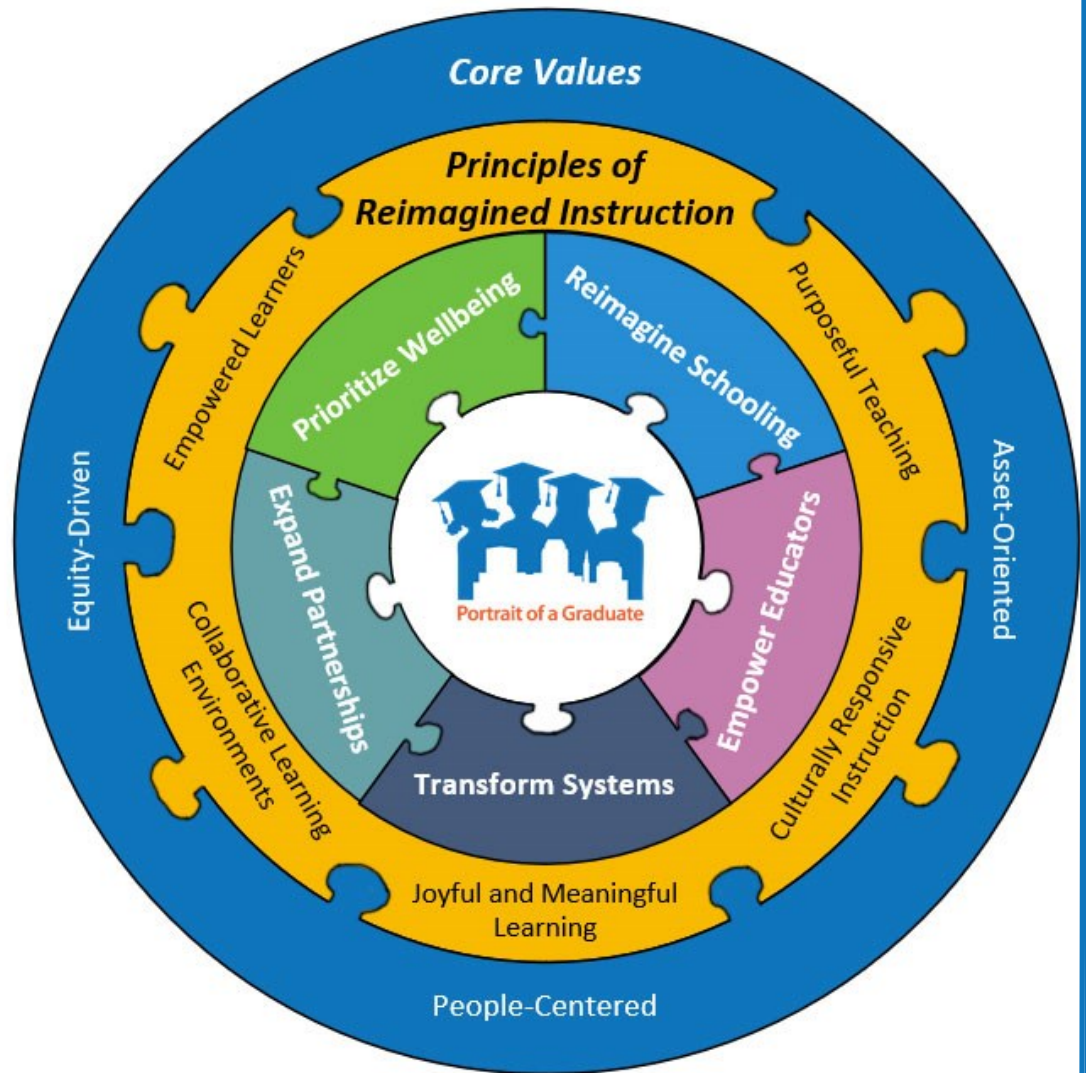 Core Values
Principles of
Reimagined Instruction
Empowered Learners
Purposeful Teaching
Prioritize Wellbeing
Reimagine Schooling
Equity-Driven
Asset-Oriented
Expand Partnerships
Empower Educators
Portrait of a Graduate
Transform Systems
Collaborative Learning
Environments
Culturally Responsive
Instruction
Joyful and Meaningful
Learning
People-Centered